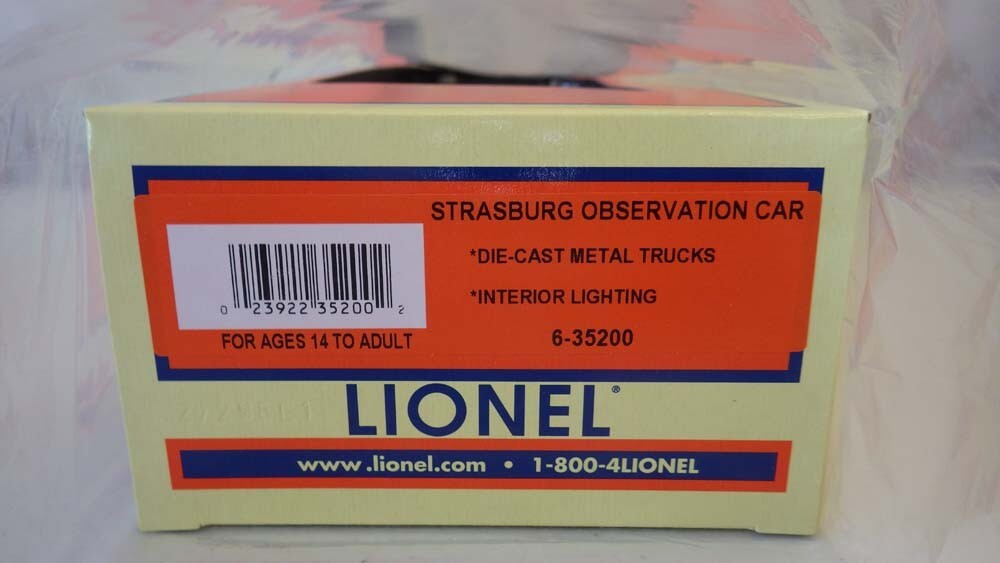 STRASBURG OBSERVATION CAR
*DIE-CAST METAL TRUCKS
*INTERIOR LIGHTING
0 23922 35200 2
FOR AGES 14 TO ADULT
6-35200
LIONEL®
www.lionel.com • 1-800-4LIONEL